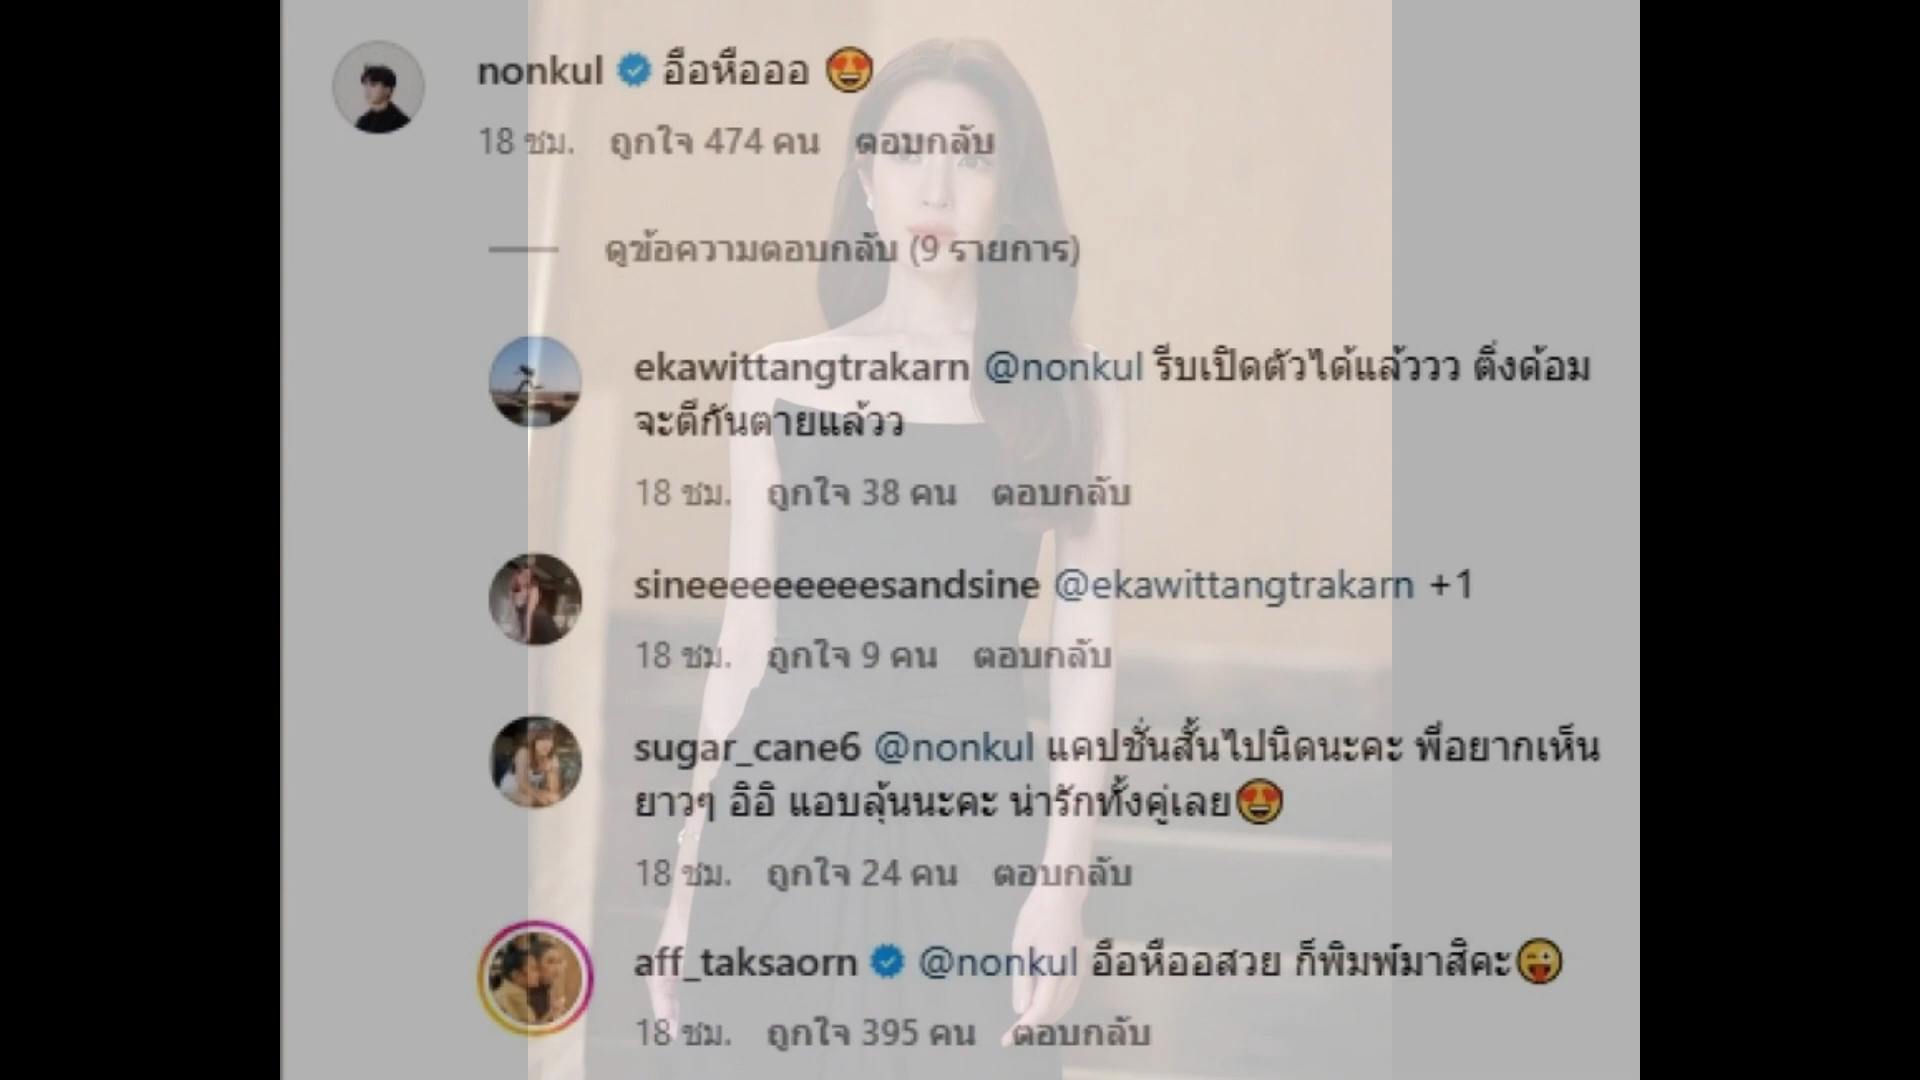 nonkul อือหือออ 😍
18 ชม. ถูกใจ 474 คน ตอบกลับ
ดูข้อความตอบกลับ (9 รายการ)
ekawittangtrakarn @nonkul รีบเปิดตัวได้แล้ววว ติ่งด้อม
จะตีกันตายแล้วว
18 ชม. ถูกใจ 38 คน ตอบกลับ
sineeeeeeeeesandsine @ekawittangtrakarn +1
18 ชม. ถูกใจ 9 คน ตอบกลับ
sugar_cane6 @nonkul แคปชั่นสั้นไปนิดนะคะ พี่อยากเห็น
ยาวๆ อิอิ แอบลุ้นนะคะ น่ารักทั้งคู่เลย😍
18 ชม. ถูกใจ 24 คน ตอบกลับ
aff_taksaorn @nonkul อือหืออสวย ก็พิมพ์มาสิคะ😜
18 ชม. ถูกใจ 395 คน ตอบกลับ